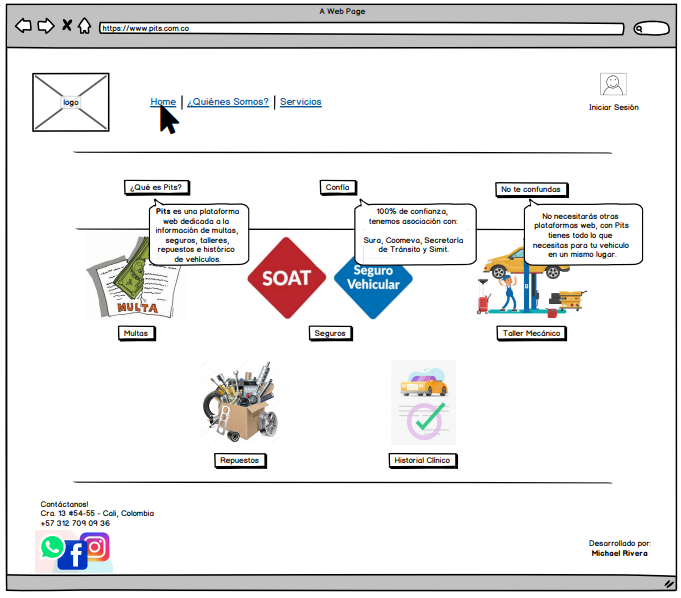 A Web Page
https://www.pits.com.co
logo
Home | ¿Quiénes Somos? | Servicios
Iniciar Sesión
¿Qué es Pits?
Pits es una plataforma
web dedicada a la
información de multas,
seguros, talleres,
repuestos e histórico
de vehículos.
Confía
100% de confianza,
tenemos asociación con:
Sura, Coomeva, Secretaría
de Tránsito y Simit.
No te confundas
No necesitarás otras
plataformas web, con Pits
tienes todo lo que
necesitas para tu vehiculo
en un mismo lugar.
MULTA
SOAT
Seguro
Vehicular
Multas
Seguros
Taller Mecánico
Repuestos
Historial Clínico
Contáctanos!
Cra. 13 #54-55 - Cali, Colombia
+57 312 709 09 36
Desarrollado por:
Michael Rivera